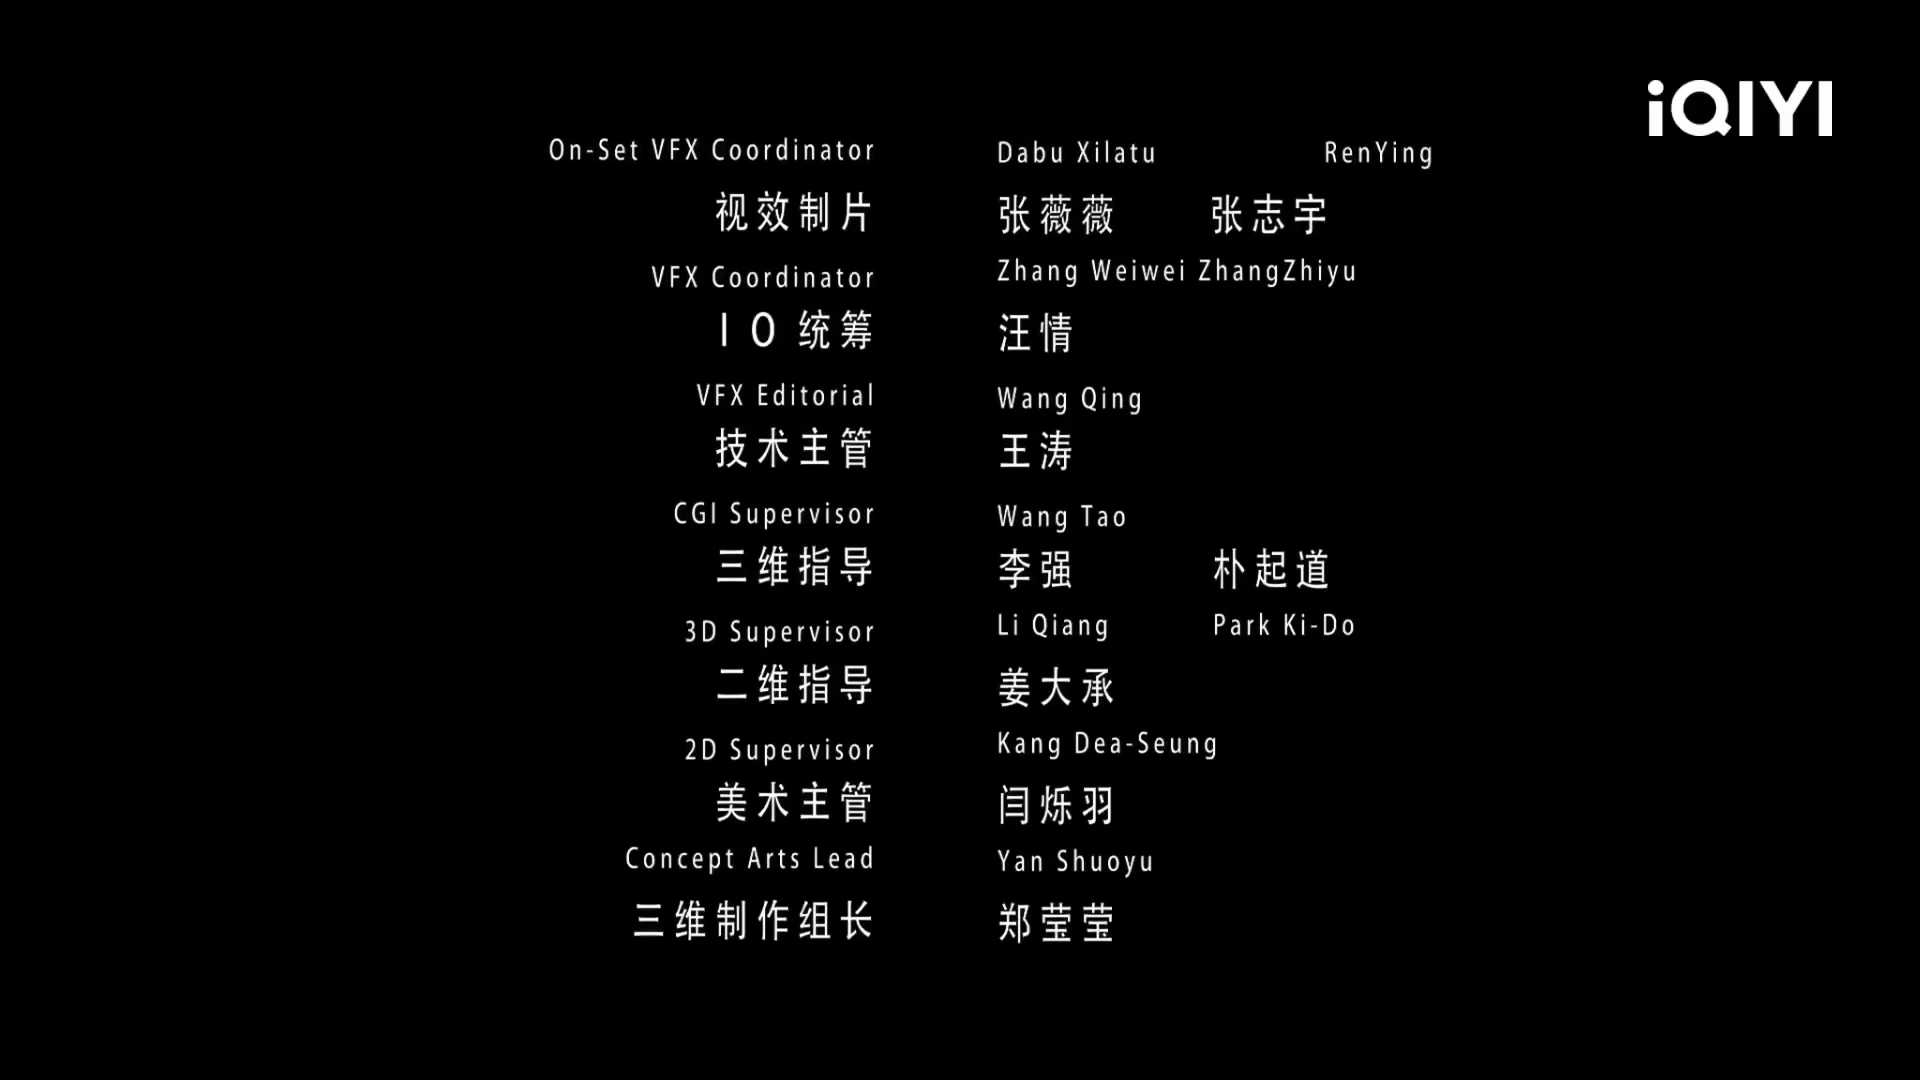 iQIYI
On-Set VFX Coordinator Dabu Xilatu RenYing
视效制片 张薇薇 张志宇
VFX Coordinator Zhang Weiwei ZhangZhiyu
IO统筹 汪情
VFX Editorial Wang Qing
技术主管 王涛
CGI Supervisor Wang Tao
三维指导 李强 朴起道
3D Supervisor Li Qiang Park Ki-Do
二维指导 姜大承
2D Supervisor Kang Dea-Seung
美术主管 闫烁羽
Concept Arts Lead Yan Shuoyu
三维制作组长 郑莹莹